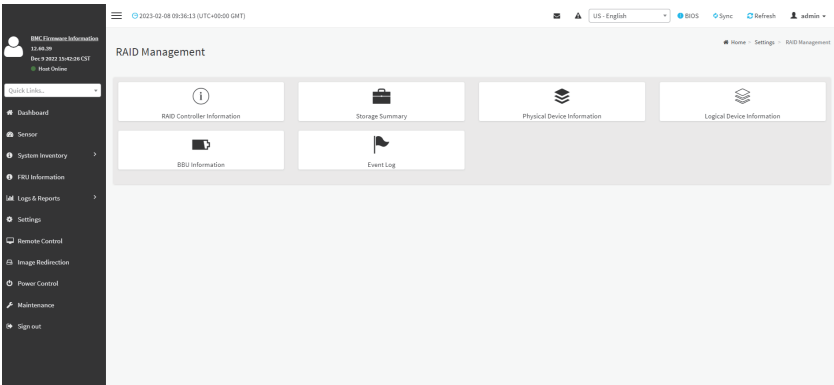 2023-02-08 09:36:13 (UTC+00:00 GMT)
US - English
BIOS
Sync
Refresh
admin
BMC Firmware Information
12.60.39
Dec 9 2022 15:42:26 CST
Host Online
Quick Links..
Dashboard
Sensor
System Inventory
FRU Information
Logs & Reports
Settings
Remote Control
Image Redirection
Power Control
Maintenance
Sign out
RAID Management
Home - Settings - RAID Management
RAID Controller Information
Storage Summary
Physical Device Information
Logical Device Information
BBU Information
Event Log